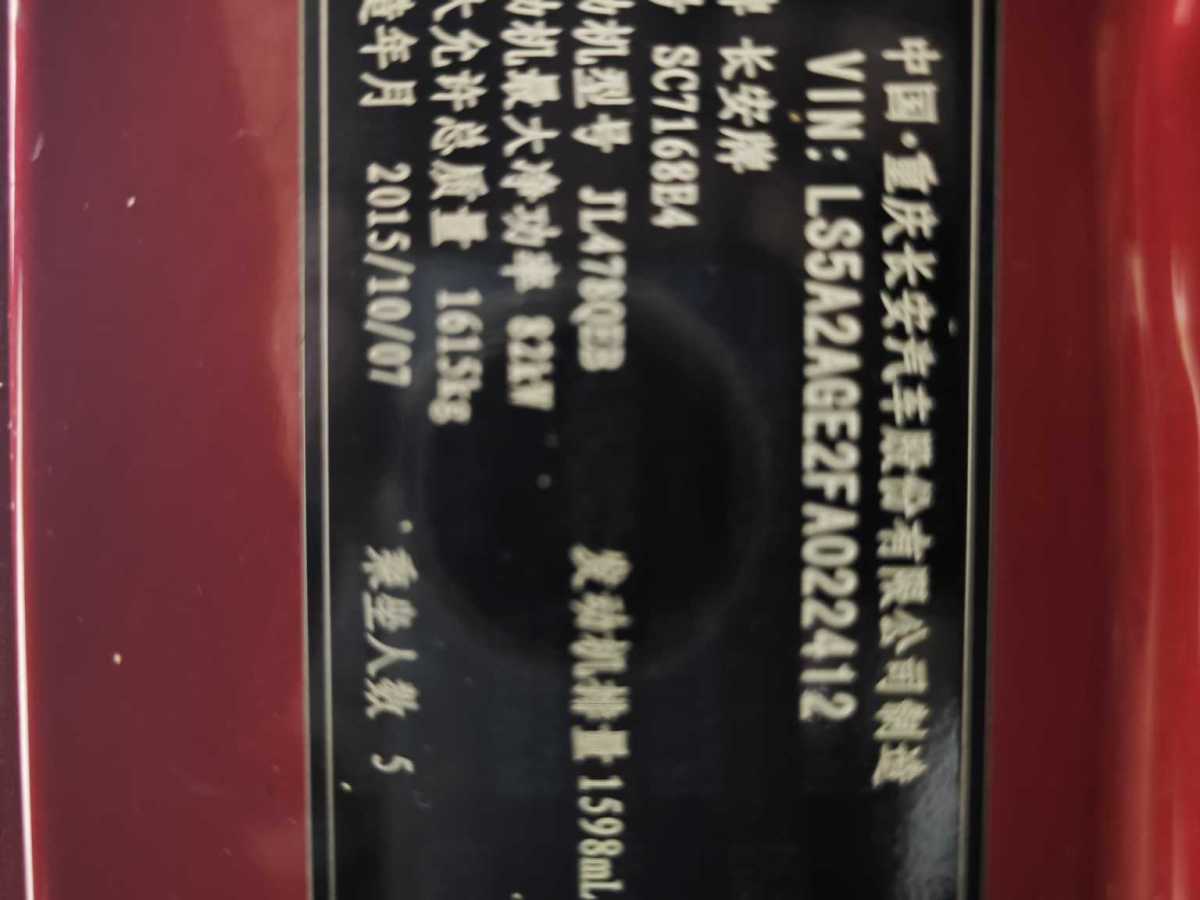 中国·重庆长安汽车股份有限公司制造
VIN: LS5A2AGE2FA022412
牌 长安牌
号 SC7168B4
动机型号 JL478QEB 发动机排量 1598mL
动机最大净功率 82kW
大允许总质量 1615kg
造年月 2015/10/07 乘坐人数 5